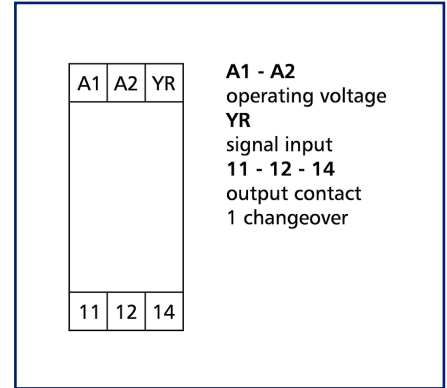 A1 A2 YR
11 12 14
A1 - A2
operating voltage
YR
signal input
11 - 12 - 14
output contact
1 changeover